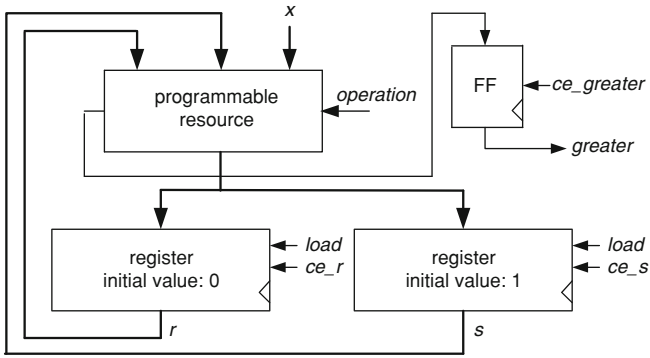 x
programmable
resource
operation
FF
ce_greater
greater
register
initial value: 0
load
ce_r
register
initial value: 1
load
ce_s
r
s